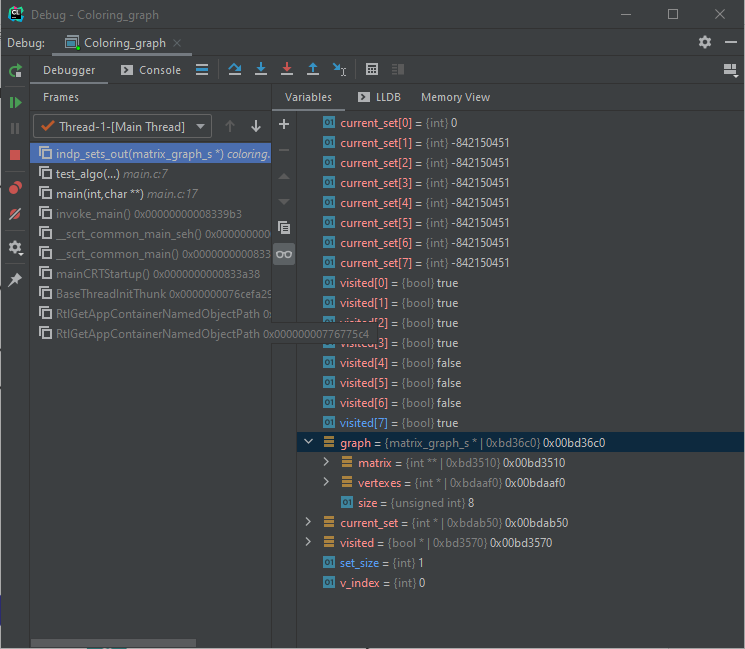 Debug - Coloring_graph
Debug: Coloring_graph
Debugger Console
Frames
Variables LLDB Memory View
Thread-1-[Main Thread]
indp_sets_out(matrix_graph_s *) coloring.
test_algo(...) main.c:7
main(int,char **) main.c:17
invoke_main() 0x00000000008339b3
__scrt_common_main_seh() 0x0000000000
__scrt_common_main() 0x0000000000833
mainCRTStartup() 0x0000000000833a38
BaseThreadInitThunk 0x0000000076cefa29
RtlGetAppContainerNamedObjectPath 0x
RtlGetAppContainerNamedObjectPath 0x00000000776775c4
current_set[0] = {int} 0
current_set[1] = {int} -842150451
current_set[2] = {int} -842150451
current_set[3] = {int} -842150451
current_set[4] = {int} -842150451
current_set[5] = {int} -842150451
current_set[6] = {int} -842150451
current_set[7] = {int} -842150451
visited[0] = {bool} true
visited[1] = {bool} true
visited[2] = {bool} true
visited[3] = {bool} true
visited[4] = {bool} false
visited[5] = {bool} false
visited[6] = {bool} false
visited[7] = {bool} true
graph = {matrix_graph_s * | 0xbd36c0} 0x00bd36c0
matrix = {int ** | 0xbd3510} 0x00bd3510
vertexes = {int * | 0xbdaaf0} 0x00bdaaf0
size = {unsigned int} 8
current_set = {int * | 0xbdab50} 0x00bdab50
visited = {bool * | 0xbd3570} 0x00bd3570
set_size = {int} 1
v_index = {int} 0